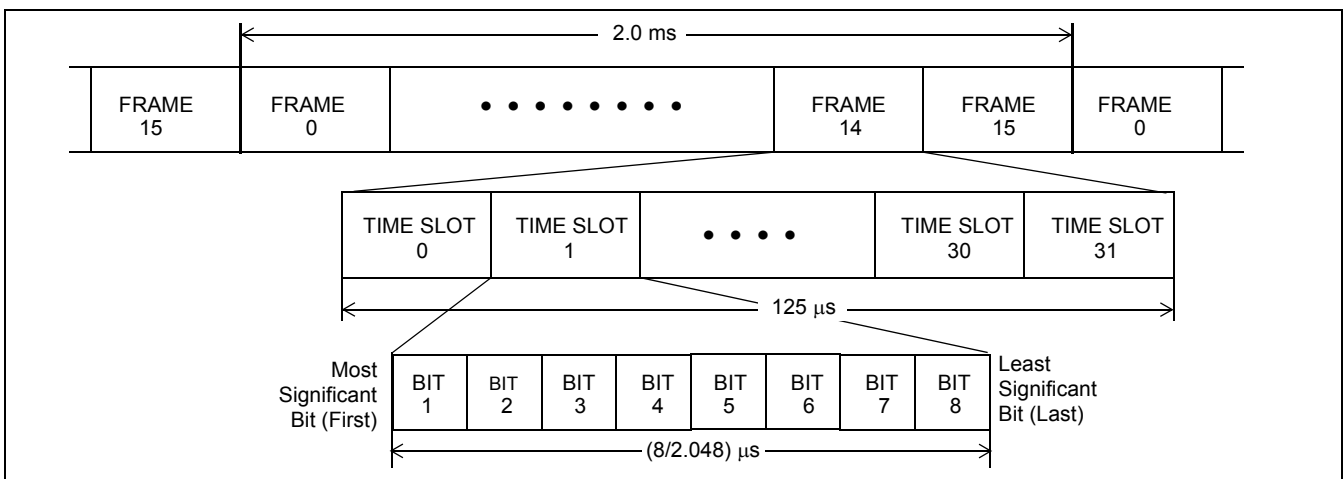 2.0 ms
FRAME 15
FRAME 0
FRAME 14
FRAME 15
FRAME 0
TIME SLOT 0
TIME SLOT 1
TIME SLOT 30
TIME SLOT 31
125 μs
Most Significant Bit (First)
BIT 1
BIT 2
BIT 3
BIT 4
BIT 5
BIT 6
BIT 7
BIT 8
Least Significant Bit (Last)
(8/2.048) μs